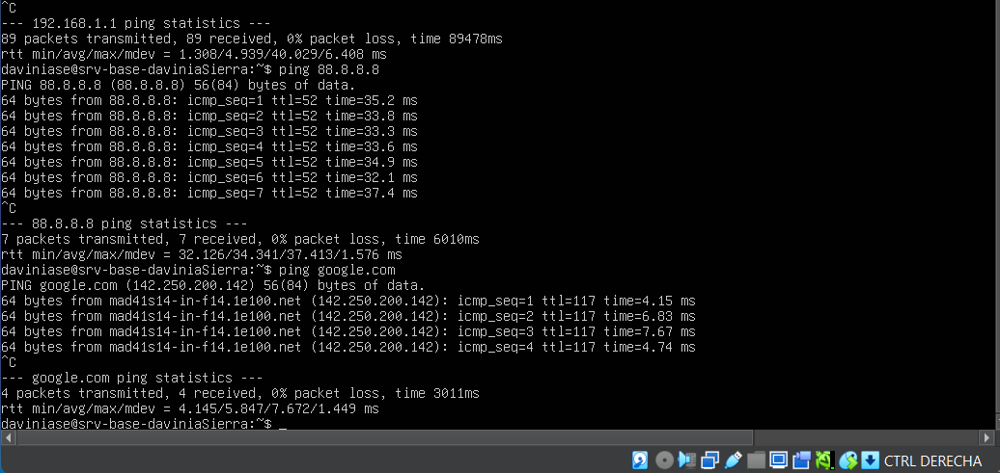 ^C
--- 192.168.1.1 ping statistics ---
89 packets transmitted, 89 received, 0% packet loss, time 89478ms
rtt min/avg/max/mdev = 1.308/4.939/40.029/6.408 ms
daviniase@srv-base-daviniaSierra:~$ ping 88.8.8.8
PING 88.8.8.8 (88.8.8.8) 56(84) bytes of data.
64 bytes from 88.8.8.8: icmp_seq=1 ttl=52 time=35.2 ms
64 bytes from 88.8.8.8: icmp_seq=2 ttl=52 time=33.8 ms
64 bytes from 88.8.8.8: icmp_seq=3 ttl=52 time=33.3 ms
64 bytes from 88.8.8.8: icmp_seq=4 ttl=52 time=33.6 ms
64 bytes from 88.8.8.8: icmp_seq=5 ttl=52 time=34.9 ms
64 bytes from 88.8.8.8: icmp_seq=6 ttl=52 time=32.1 ms
64 bytes from 88.8.8.8: icmp_seq=7 ttl=52 time=37.4 ms
^C
--- 88.8.8.8 ping statistics ---
7 packets transmitted, 7 received, 0% packet loss, time 6010ms
rtt min/avg/max/mdev = 32.126/34.341/37.413/1.576 ms
daviniase@srv-base-daviniaSierra:~$ ping google.com
PING google.com (142.250.200.142) 56(84) bytes of data.
64 bytes from mad41s14-in-f14.1e100.net (142.250.200.142): icmp_seq=1 ttl=117 time=4.15 ms
64 bytes from mad41s14-in-f14.1e100.net (142.250.200.142): icmp_seq=2 ttl=117 time=6.83 ms
64 bytes from mad41s14-in-f14.1e100.net (142.250.200.142): icmp_seq=3 ttl=117 time=7.67 ms
64 bytes from mad41s14-in-f14.1e100.net (142.250.200.142): icmp_seq=4 ttl=117 time=4.74 ms
^C
--- google.com ping statistics ---
4 packets transmitted, 4 received, 0% packet loss, time 3011ms
rtt min/avg/max/mdev = 4.145/5.847/7.672/1.449 ms
daviniase@srv-base-daviniaSierra:~$ _
CTRL DERECHA